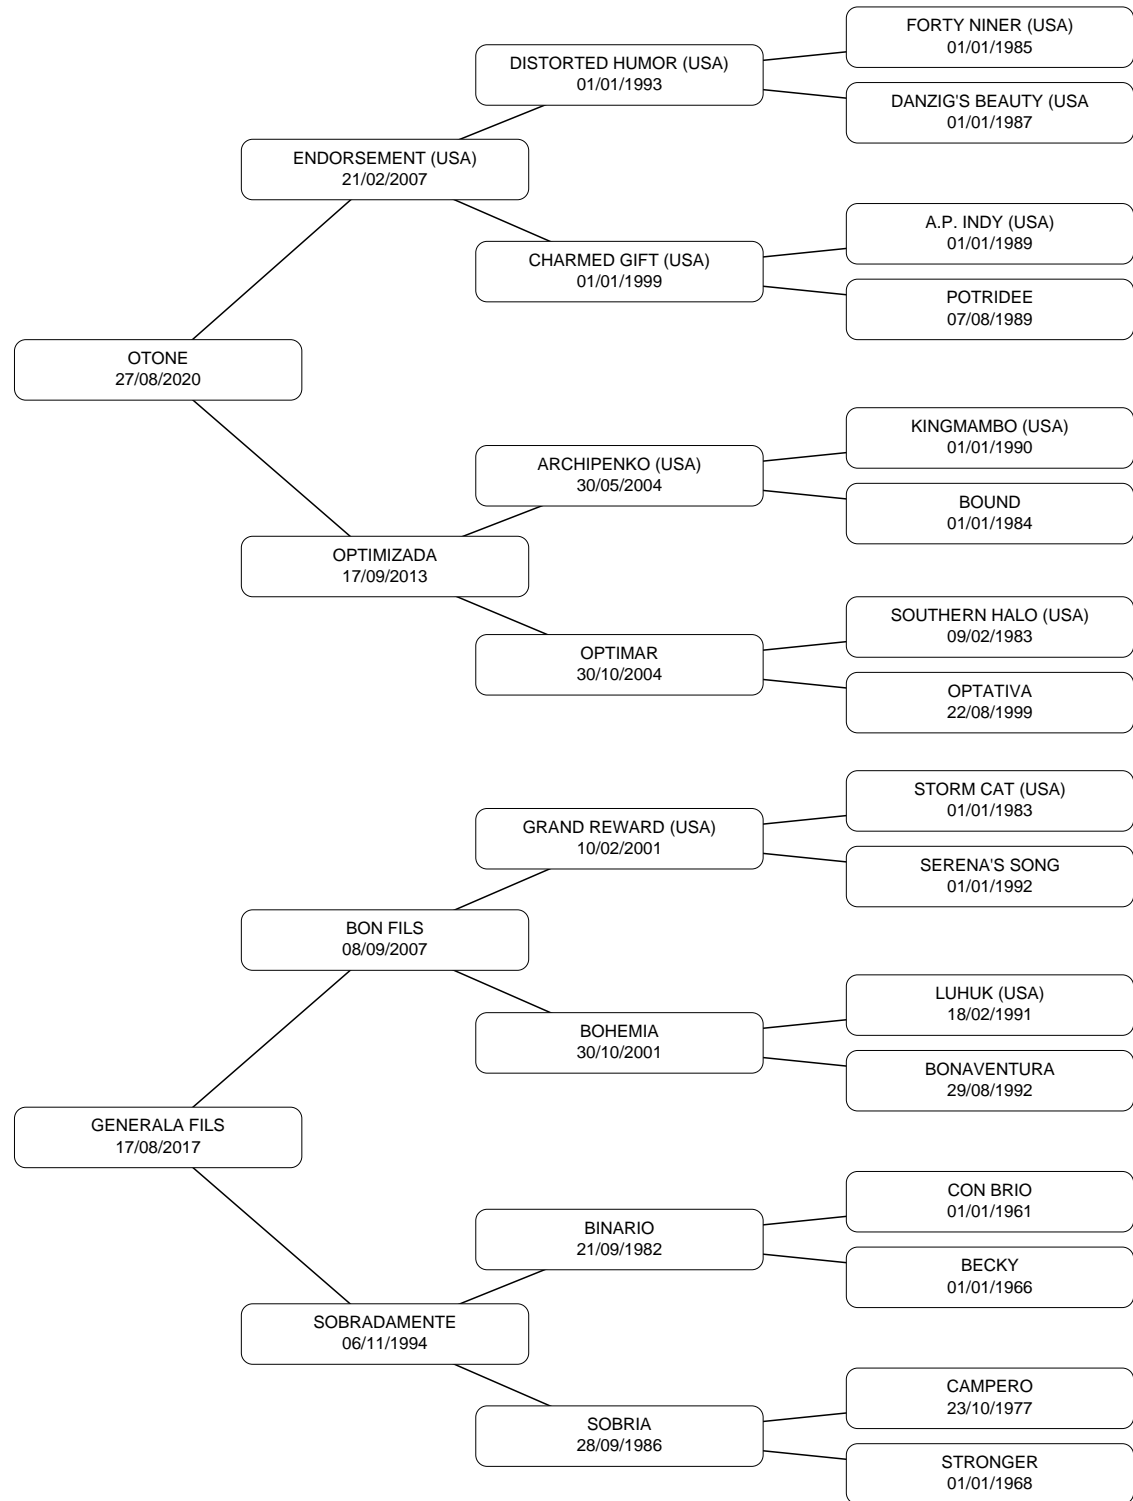 FORTY NINER (USA)
01/01/1985
DISTORTED HUMOR (USA)
01/01/1993
DANZIG'S BEAUTY (USA
01/01/1987
ENDORSEMENT (USA)
21/02/2007
A.P. INDY (USA)
01/01/1989
CHARMED GIFT (USA)
01/01/1999
POTRIDEE
07/08/1989
OTONE
27/08/2020
KINGMAMBO (USA)
01/01/1990
ARCHIPENKO (USA)
30/05/2004
BOUND
01/01/1984
OPTIMIZADA
17/09/2013
SOUTHERN HALO (USA)
09/02/1983
OPTIMAR
30/10/2004
OPTATIVA
22/08/1999
STORM CAT (USA)
01/01/1983
GRAND REWARD (USA)
10/02/2001
SERENA'S SONG
01/01/1992
BON FILS
08/09/2007
LUHUK (USA)
18/02/1991
BOHEMIA
30/10/2001
BONAVENTURA
29/08/1992
GENERALA FILS
17/08/2017
CON BRIO
01/01/1961
BINARIO
21/09/1982
BECKY
01/01/1966
SOBRADAMENTE
06/11/1994
CAMPERO
23/10/1977
SOBRIA
28/09/1986
STRONGER
01/01/1968